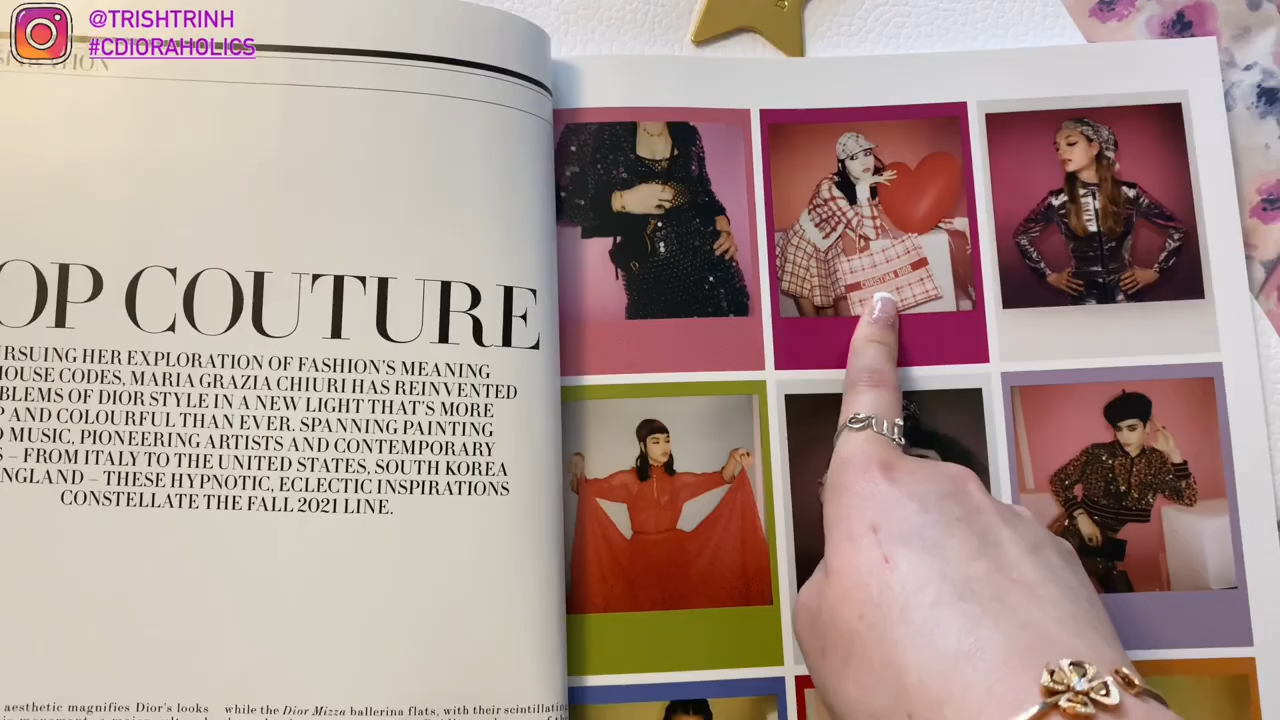 @TRISHTRINH
#CDIORAHOLICS
OP COUTURE
URSUING HER EXPLORATION OF FASHION'S MEANING
HOUSE CODES, MARIA GRAZIA CHIURI HAS REINVENTED
BLEMS OF DIOR STYLE IN A NEW LIGHT THAT'S MORE
P AND COLOURFUL THAN EVER. SPANNING PAINTING
D MUSIC, PIONEERING ARTISTS AND CONTEMPORARY
S – FROM ITALY TO THE UNITED STATES, SOUTH KOREA
NGLAND – THESE HYPNOTIC, ECLECTIC INSPIRATIONS
CONSTELLATE THE FALL 2021 LINE.
aesthetic magnifies Dior's looks
while the Dior Mizza ballerina flats, with their scintillating
CHRISTIAN DIOR
Oui